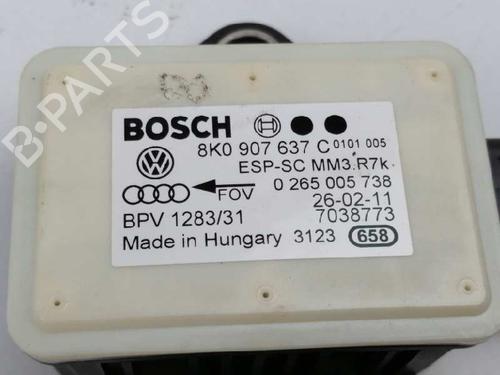 B-PARTS
BOSCH
8K0 907 637 C 0101 005
ESP-SC MM3.R7k
FOV 0 265 005 738
26-02-11
BPV 1283/31 7038773
Made in Hungary 3123 658